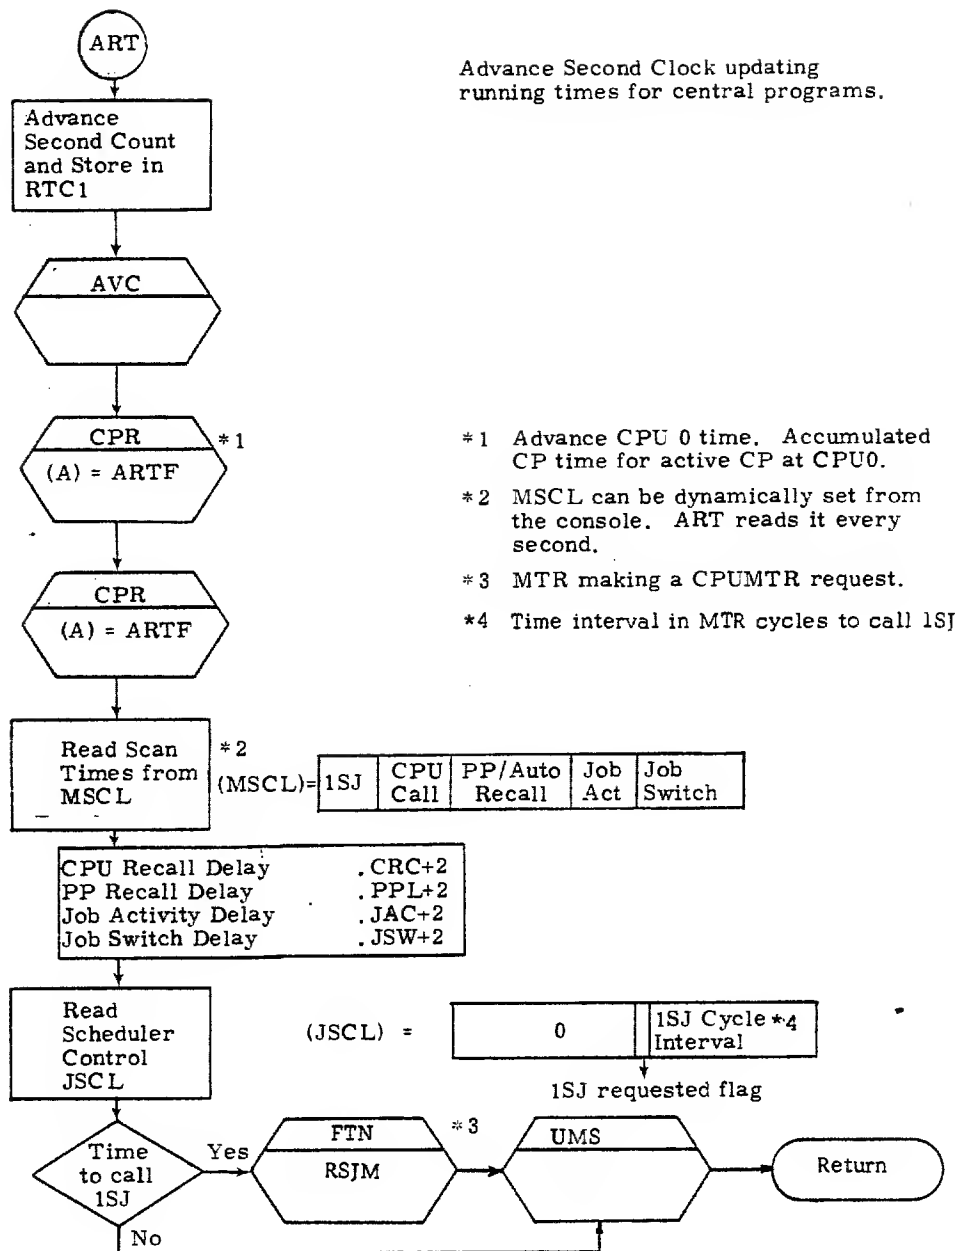 ART
Advance Second Clock updating
running times for central programs.
Advance
Second Count
and Store in
RTC1
AVC
CPR
*1
(A) = ARTF
*1 Advance CPU 0 time. Accumulated
CP time for active CP at CPU0.
*2 MSCL can be dynamically set from
the console. ART reads it every
second.
*3 MTR making a CPUMTR request.
*4 Time interval in MTR cycles to call 1SJ
CPR
(A) = ARTF
Read Scan
Times from
MSCL
*2
(MSCL)=
1SJ
CPU
Call
PP/Auto
Recall
Job
Act
Job
Switch
CPU Recall Delay .CRC+2
PP Recall Delay .PPL+2
Job Activity Delay .JAC+2
Job Switch Delay .JSW+2
Read
Scheduler
Control
JSCL
(JSCL) =
0
1SJ Cycle *4
Interval
1SJ requested flag
Time
to call
1SJ
Yes
FTN
RSJM
*3
UMS
Return
No